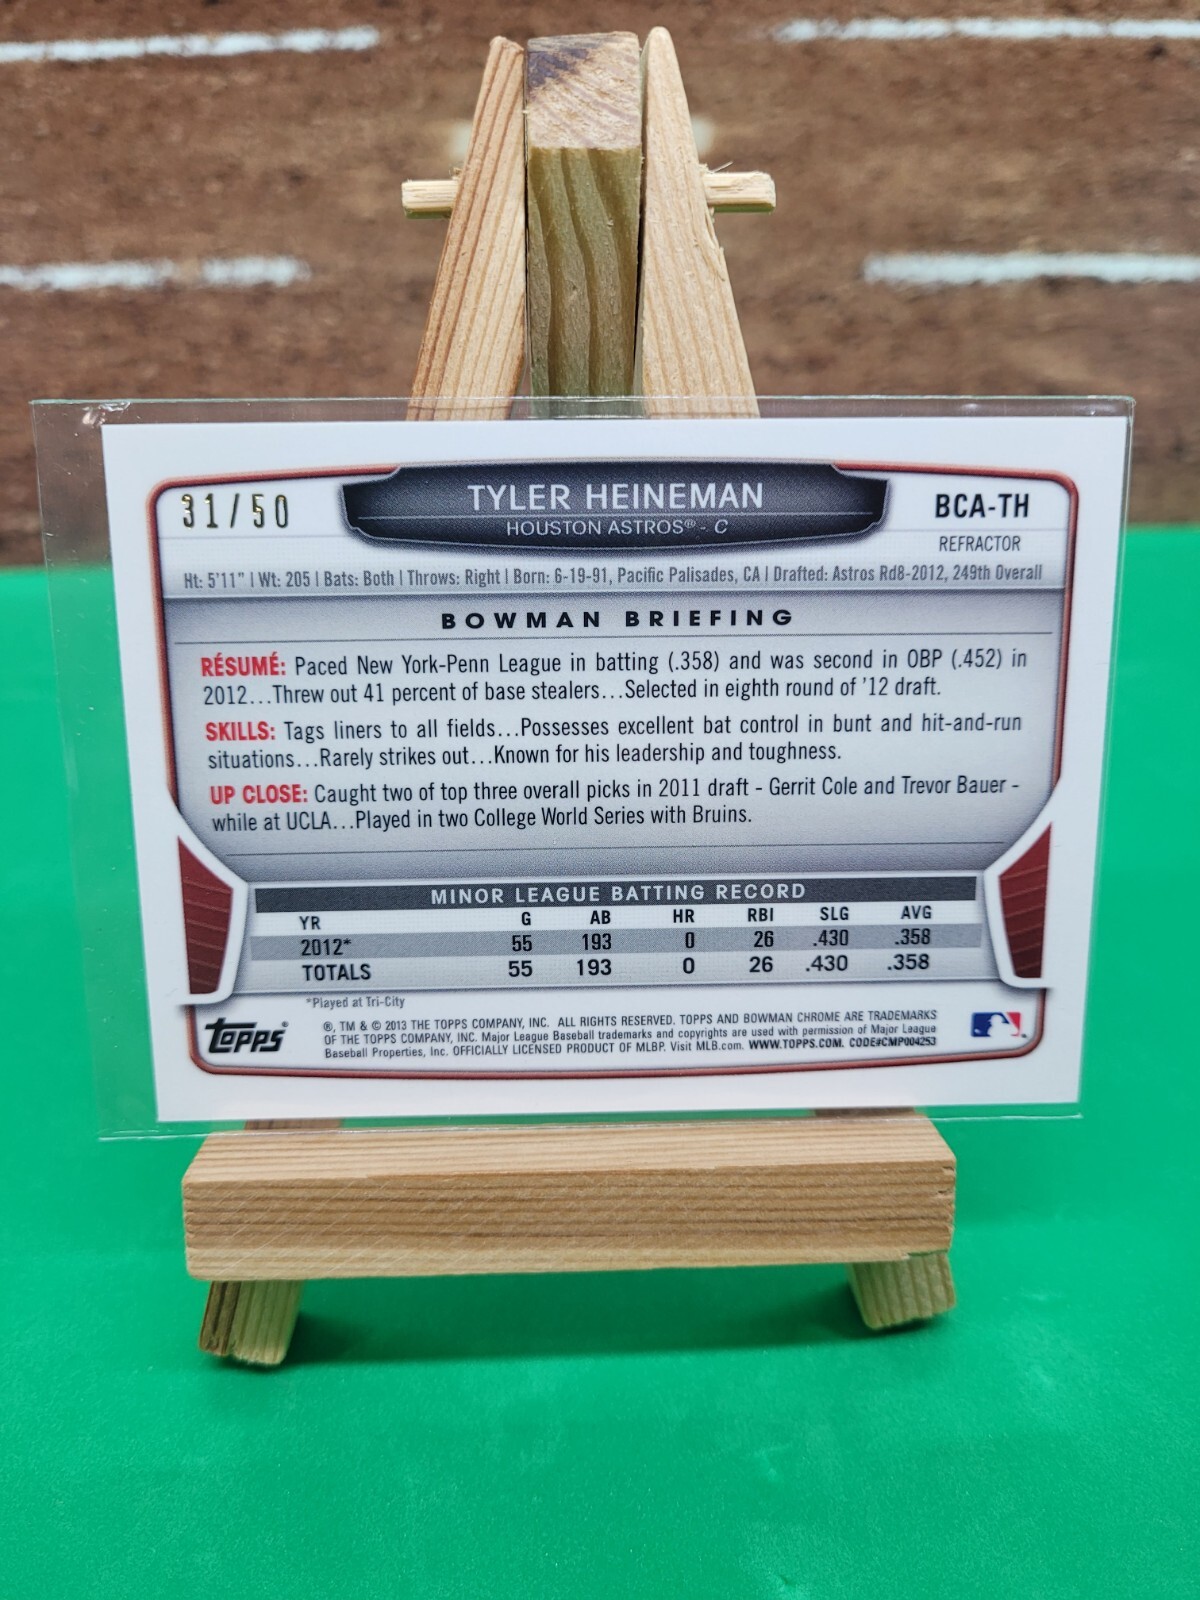 31/50
TYLER HEINEMAN
HOUSTON ASTROS® - C
BCA-TH
REFRACTOR
Ht: 5'11" | Wt: 205 | Bats: Both | Throws: Right | Born: 6-19-91, Pacific Palisades, CA | Drafted: Astros Rd8-2012, 249th Overall
BOWMAN BRIEFING
RÉSUMÉ: Paced New York-Penn League in batting (.358) and was second in OBP (.452) in
2012...Threw out 41 percent of base stealers...Selected in eighth round of '12 draft.
SKILLS: Tags liners to all fields...Possesses excellent bat control in bunt and hit-and-run
situations...Rarely strikes out...Known for his leadership and toughness.
UP CLOSE: Caught two of top three overall picks in 2011 draft - Gerrit Cole and Trevor Bauer -
while at UCLA...Played in two College World Series with Bruins.
MINOR LEAGUE BATTING RECORD
YR G AB HR RBI SLG AVG
2012* 55 193 0 26 .430 .358
TOTALS 55 193 0 26 .430 .358
*Played at Tri-City
topps®
®, TM & © 2013 THE TOPPS COMPANY, INC. ALL RIGHTS RESERVED. TOPPS AND BOWMAN CHROME ARE TRADEMARKS
OF THE TOPPS COMPANY, INC. Major League Baseball trademarks and copyrights are used with permission of Major League
Baseball Properties, Inc. OFFICIALLY LICENSED PRODUCT OF MLBP. Visit MLB.com. WWW.TOPPS.COM. CODE#CMP004253